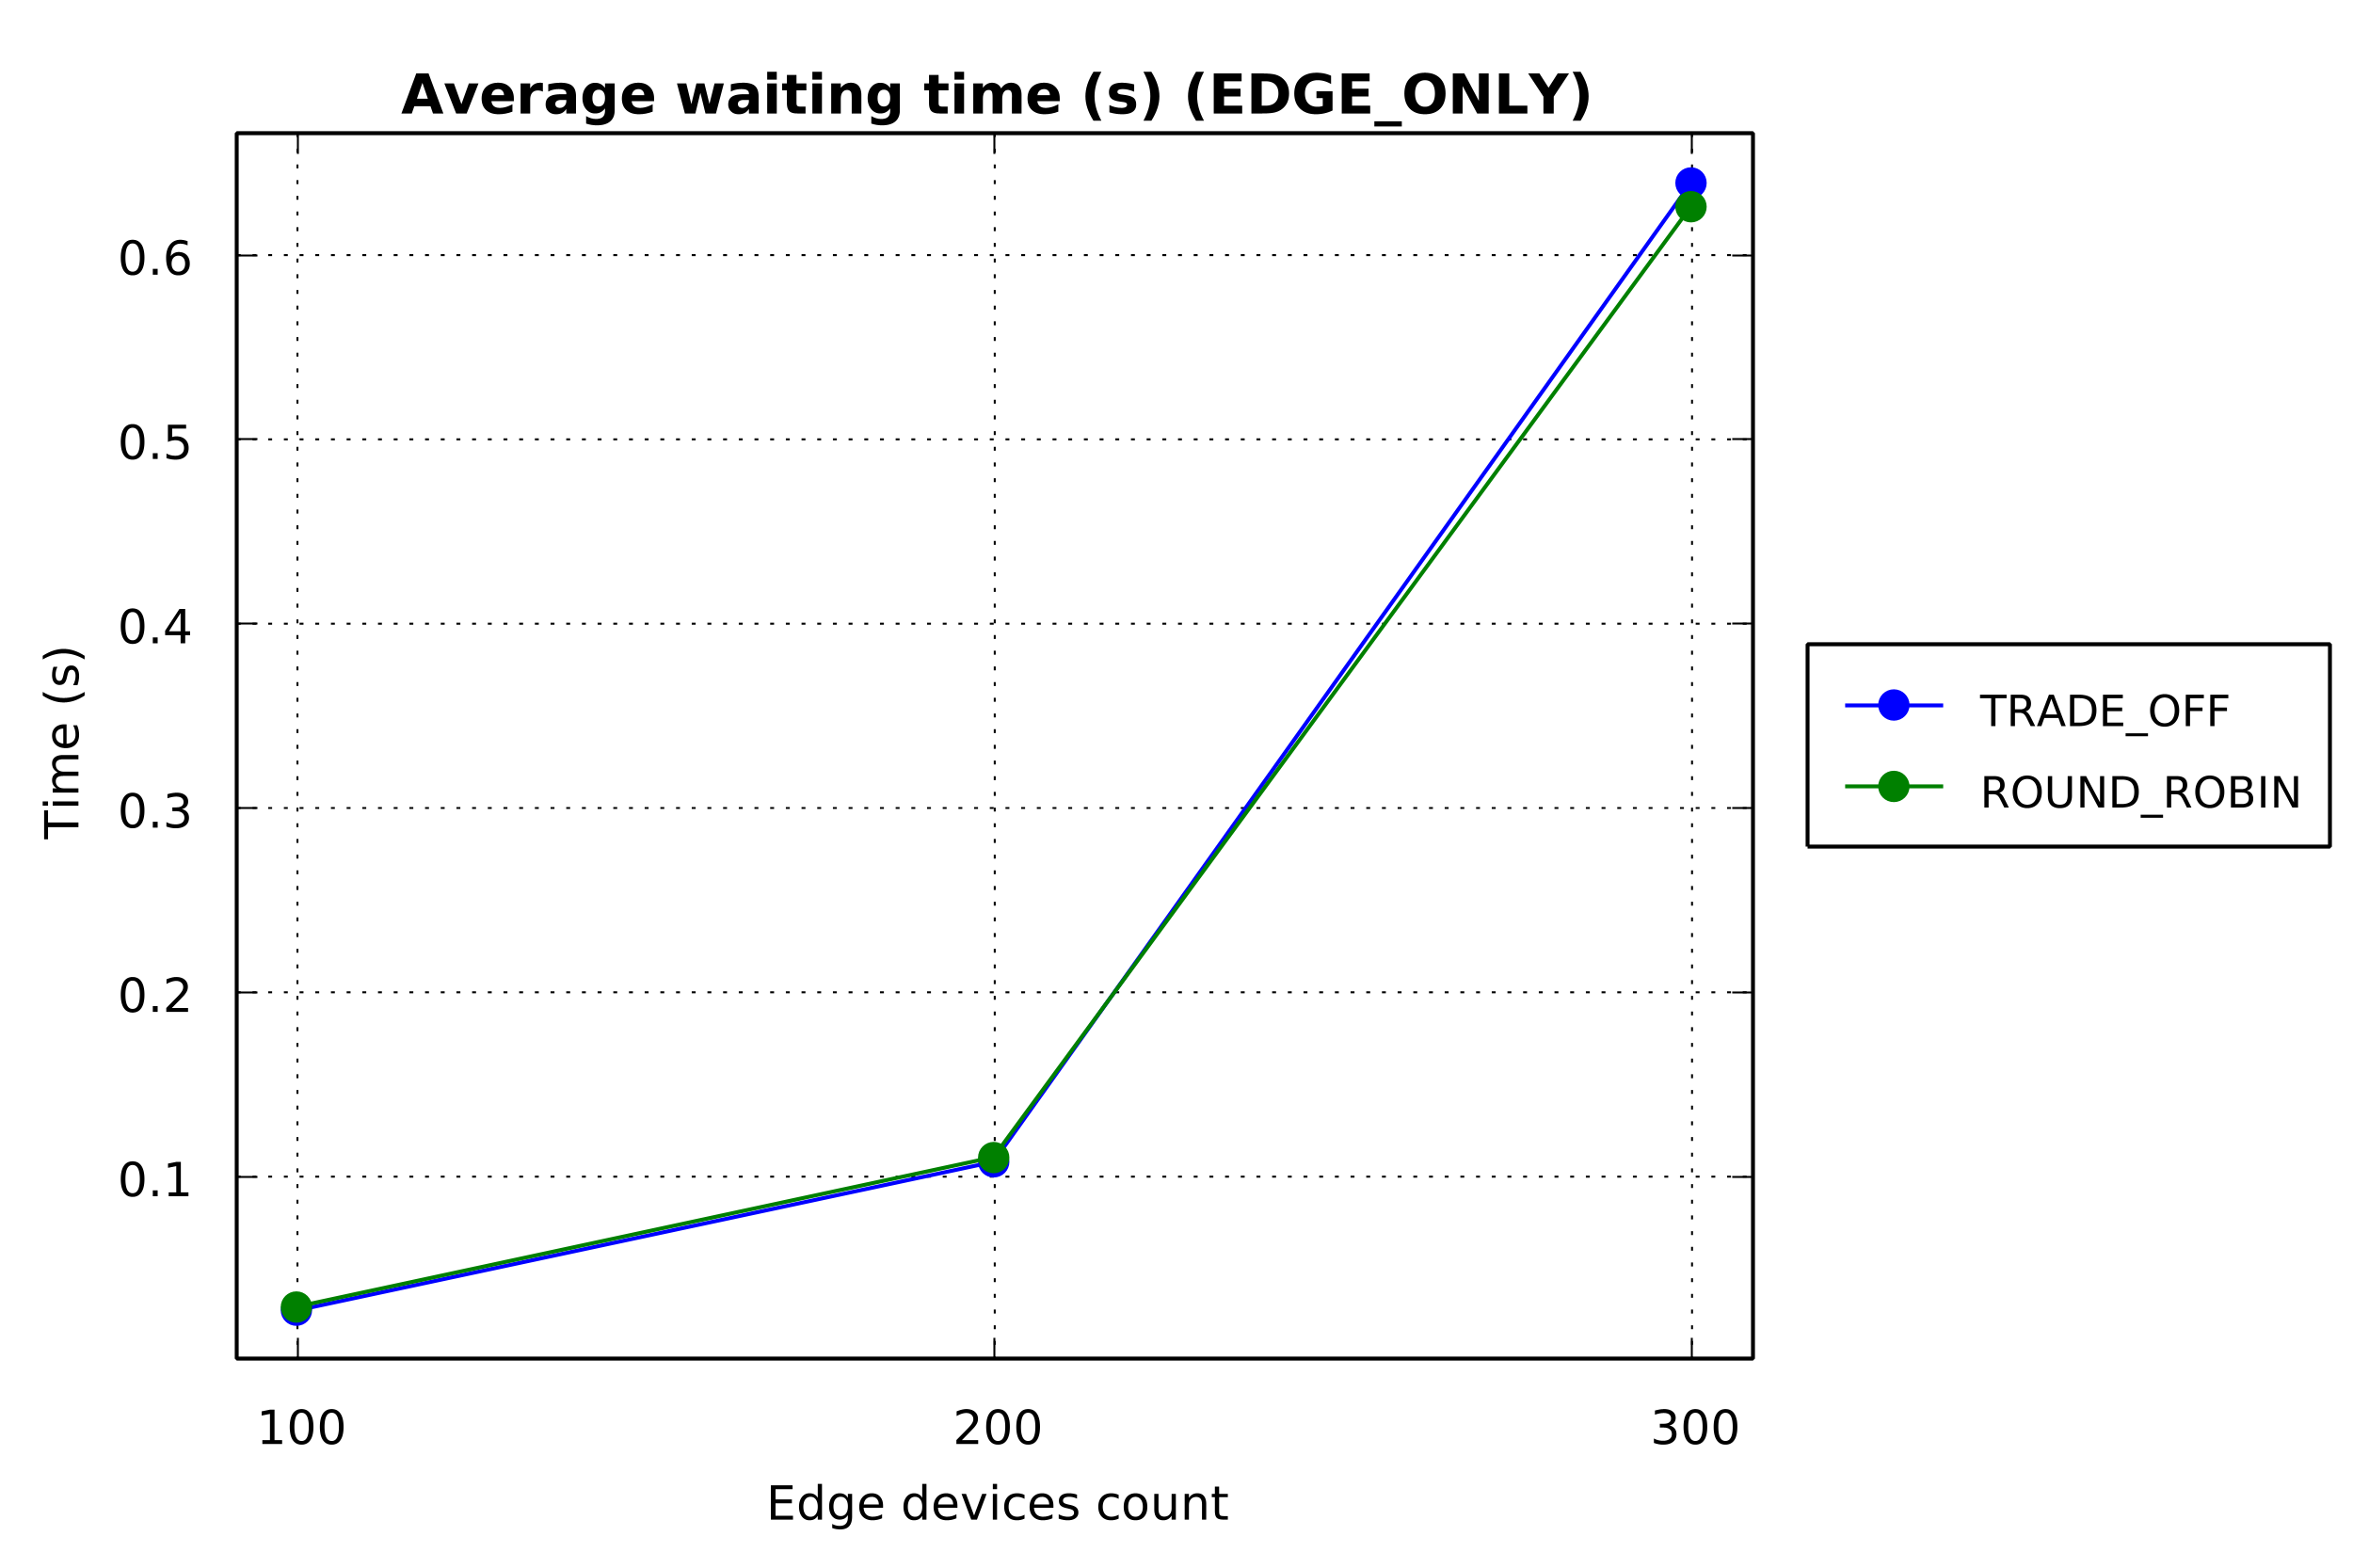 Average waiting time (s) (EDGE_ONLY)
0.6
0.5
0.4
0.3
0.2
0.1
Time (s)
100
200
300
Edge devices count
TRADE_OFF
ROUND_ROBIN